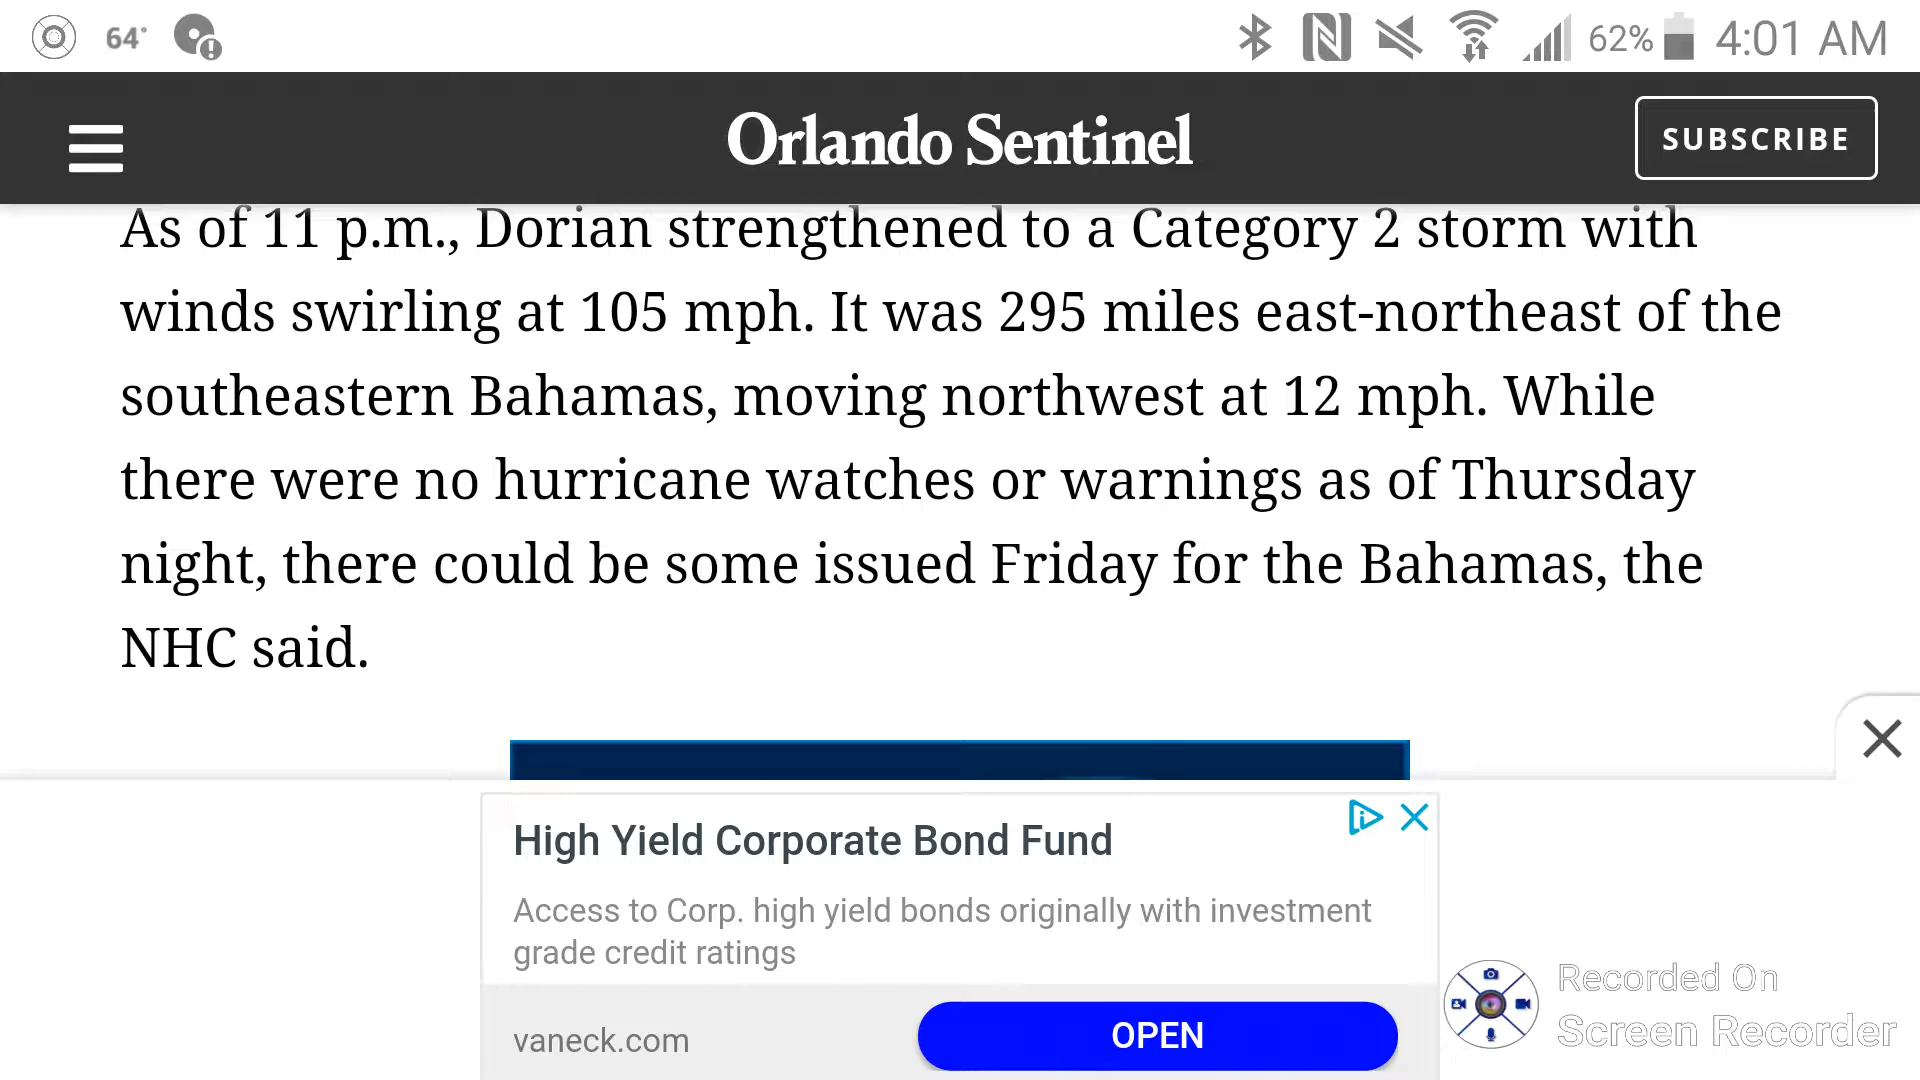 64°
62% 4:01 AM
Orlando Sentinel
SUBSCRIBE
As of 11 p.m., Dorian strengthened to a Category 2 storm with
winds swirling at 105 mph. It was 295 miles east-northeast of the
southeastern Bahamas, moving northwest at 12 mph. While
there were no hurricane watches or warnings as of Thursday
night, there could be some issued Friday for the Bahamas, the
NHC said.
High Yield Corporate Bond Fund
Access to Corp. high yield bonds originally with investment
grade credit ratings
vaneck.com
OPEN
Recorded On
Screen Recorder